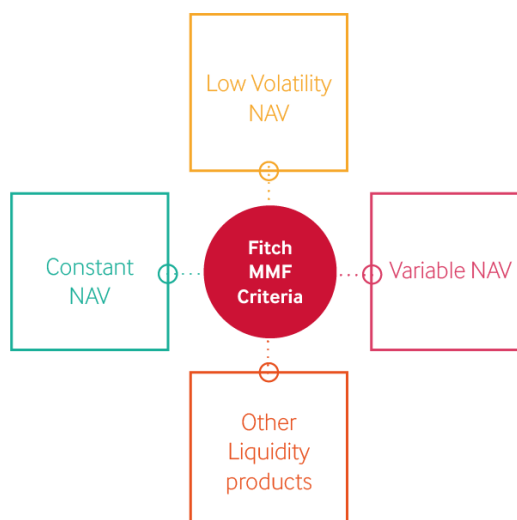 Low Volatility
NAV
Constant
NAV
Fitch
MMF
Criteria
Variable NAV
Other
Liquidity
products